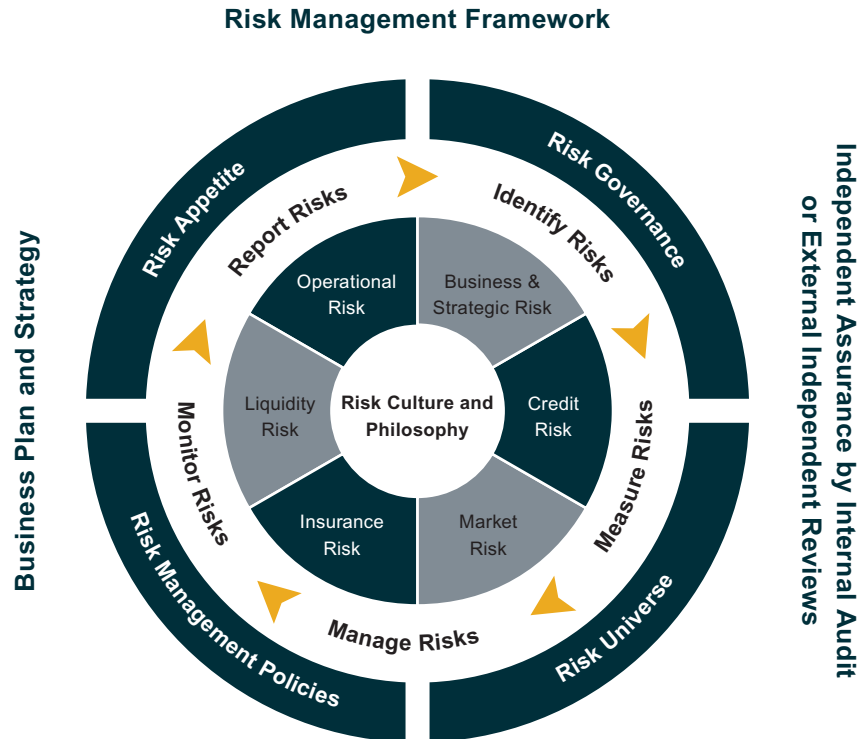 Risk Management Framework
Risk Appetite
Risk Governance
Report Risks
Identify Risks
Operational
Risk
Business &
Strategic Risk
Liquidity
Risk
Risk Culture and
Philosophy
Credit
Risk
Insurance
Risk
Market
Risk
Monitor Risks
Measure Risks
Manage Risks
Risk Management Policies
Risk Universe
Business Plan and Strategy
Independent Assurance by Internal Audit
or External Independent Reviews